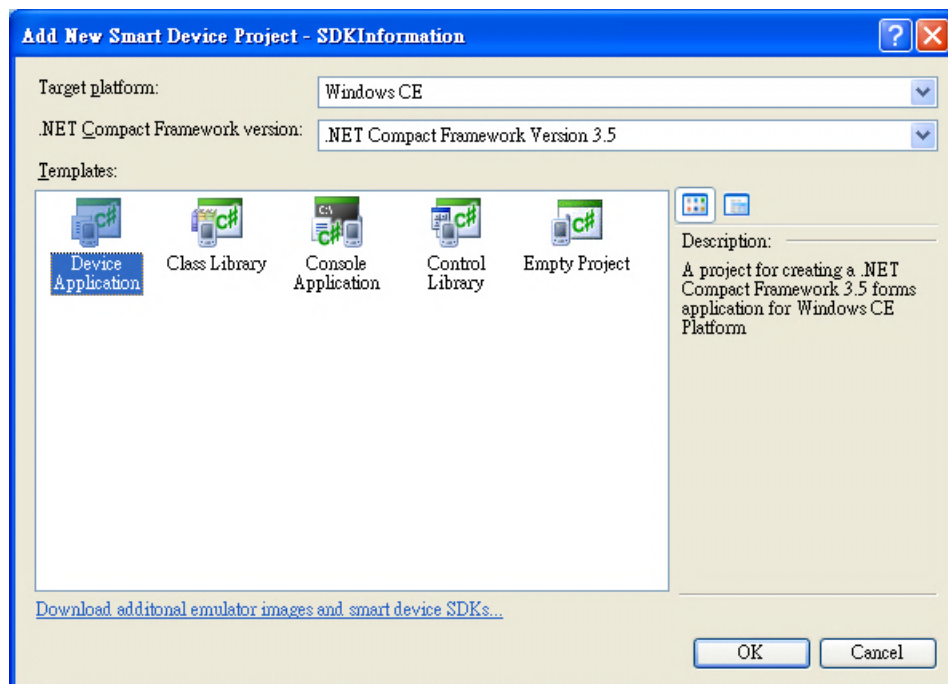 Add New Smart Device Project - SDKInformation
Target platform:
Windows CE
.NET Compact Framework version:
.NET Compact Framework Version 3.5
Templates:
Device
Application
Class Library
Console
Application
Control
Library
Empty Project
Description:
A project for creating a .NET
Compact Framework 3.5 forms
application for Windows CE
Platform
Download additonal emulator images and smart device SDKs...
OK
Cancel